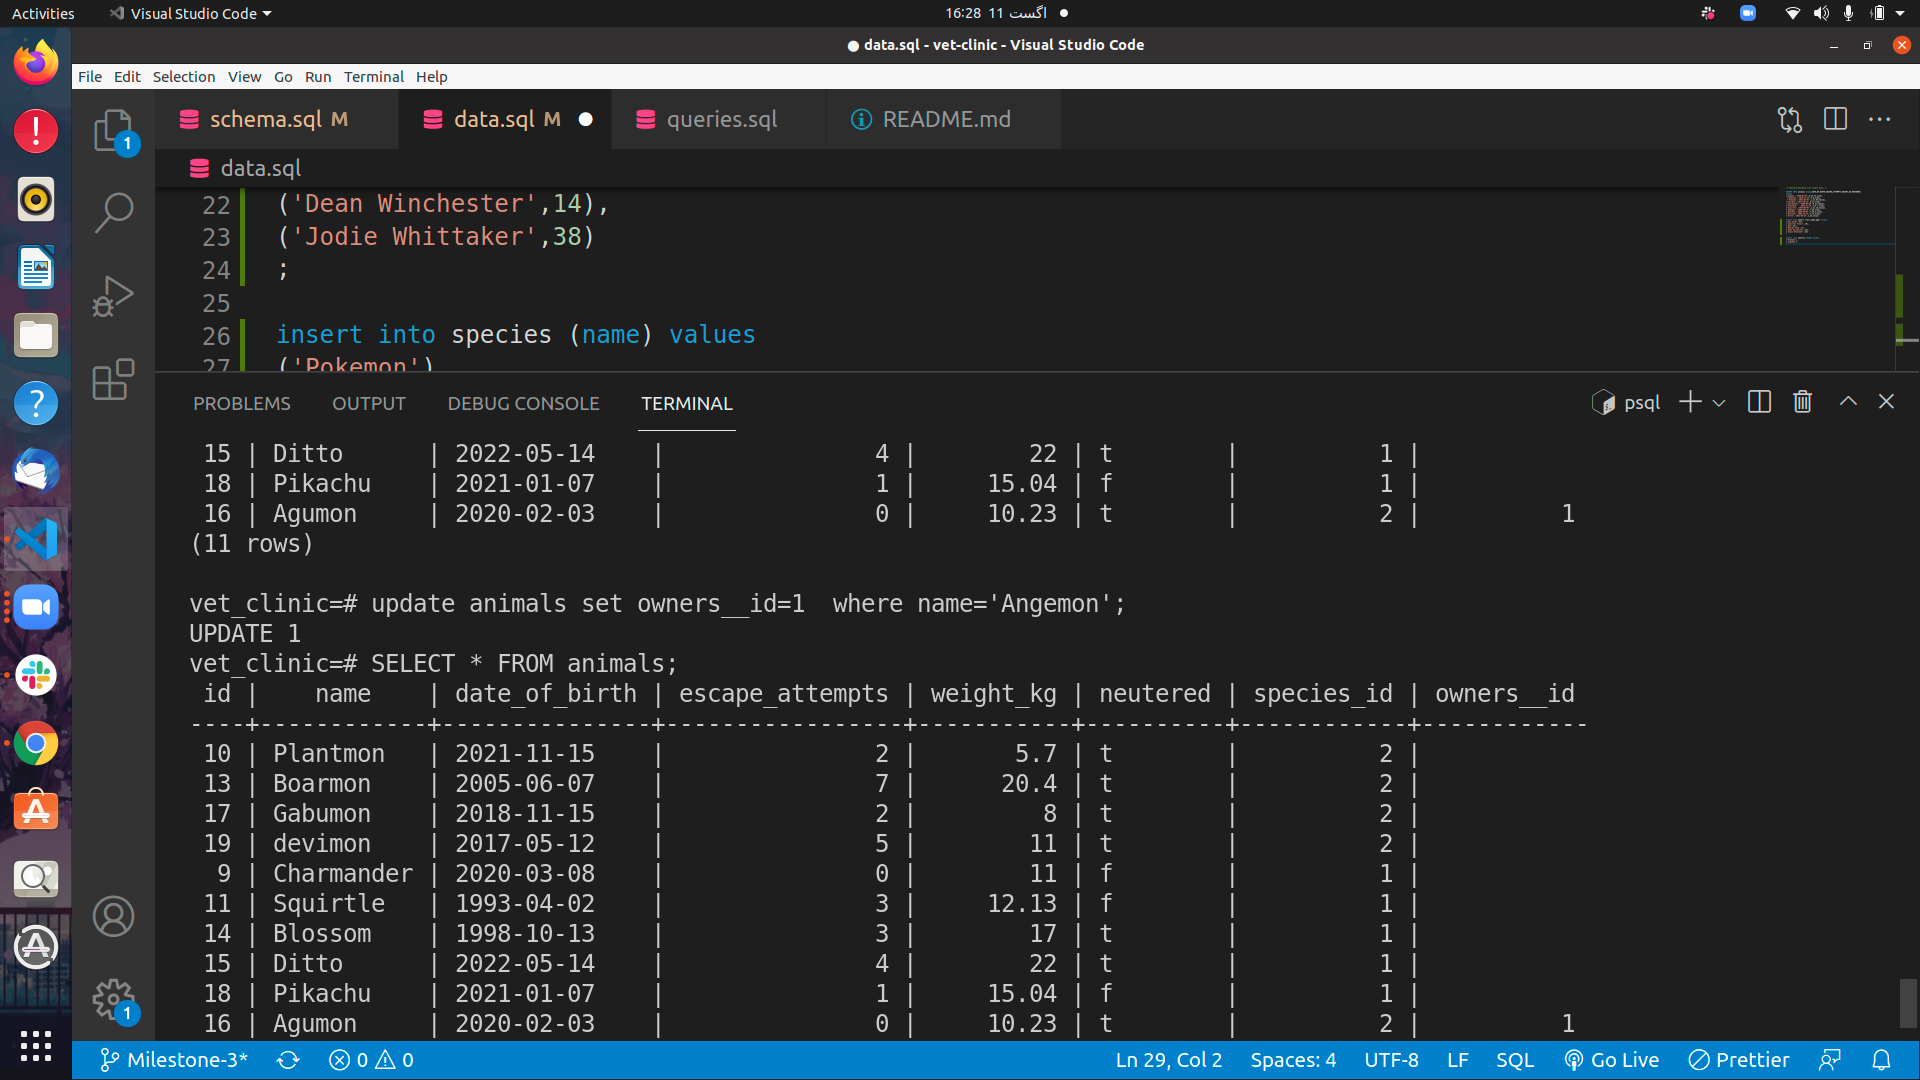 Activities
Visual Studio Code
16:28 11 اگست
data.sql - vet-clinic - Visual Studio Code
File Edit Selection View Go Run Terminal Help
schema.sql M
data.sql M
queries.sql
README.md
1
data.sql
22 ('Dean Winchester',14),
23 ('Jodie Whittaker',38)
24 ;
25
26 insert into species (name) values
27 ('Pokemon')
PROBLEMS OUTPUT DEBUG CONSOLE TERMINAL
psql
15 | Ditto | 2022-05-14 | 4 | 22 | t | 1 |
18 | Pikachu | 2021-01-07 | 1 | 15.04 | f | 1 |
16 | Agumon | 2020-02-03 | 0 | 10.23 | t | 2 | 1
(11 rows)
vet_clinic=# update animals set owners__id=1  where name='Angemon';
UPDATE 1
vet_clinic=# SELECT * FROM animals;
id | name | date_of_birth | escape_attempts | weight_kg | neutered | species_id | owners__id
----+------------+---------------+-----------------+-----------+----------+------------+------------
10 | Plantmon | 2021-11-15 | 2 | 5.7 | t | 2 |
13 | Boarmon | 2005-06-07 | 7 | 20.4 | t | 2 |
17 | Gabumon | 2018-11-15 | 2 | 8 | t | 2 |
19 | devimon | 2017-05-12 | 5 | 11 | t | 2 |
9 | Charmander | 2020-03-08 | 0 | 11 | f | 1 |
11 | Squirtle | 1993-04-02 | 3 | 12.13 | f | 1 |
14 | Blossom | 1998-10-13 | 3 | 17 | t | 1 |
15 | Ditto | 2022-05-14 | 4 | 22 | t | 1 |
18 | Pikachu | 2021-01-07 | 1 | 15.04 | f | 1 |
16 | Agumon | 2020-02-03 | 0 | 10.23 | t | 2 | 1
1
Milestone-3*
0 0
Ln 29, Col 2
Spaces: 4
UTF-8
LF
SQL
Go Live
Prettier